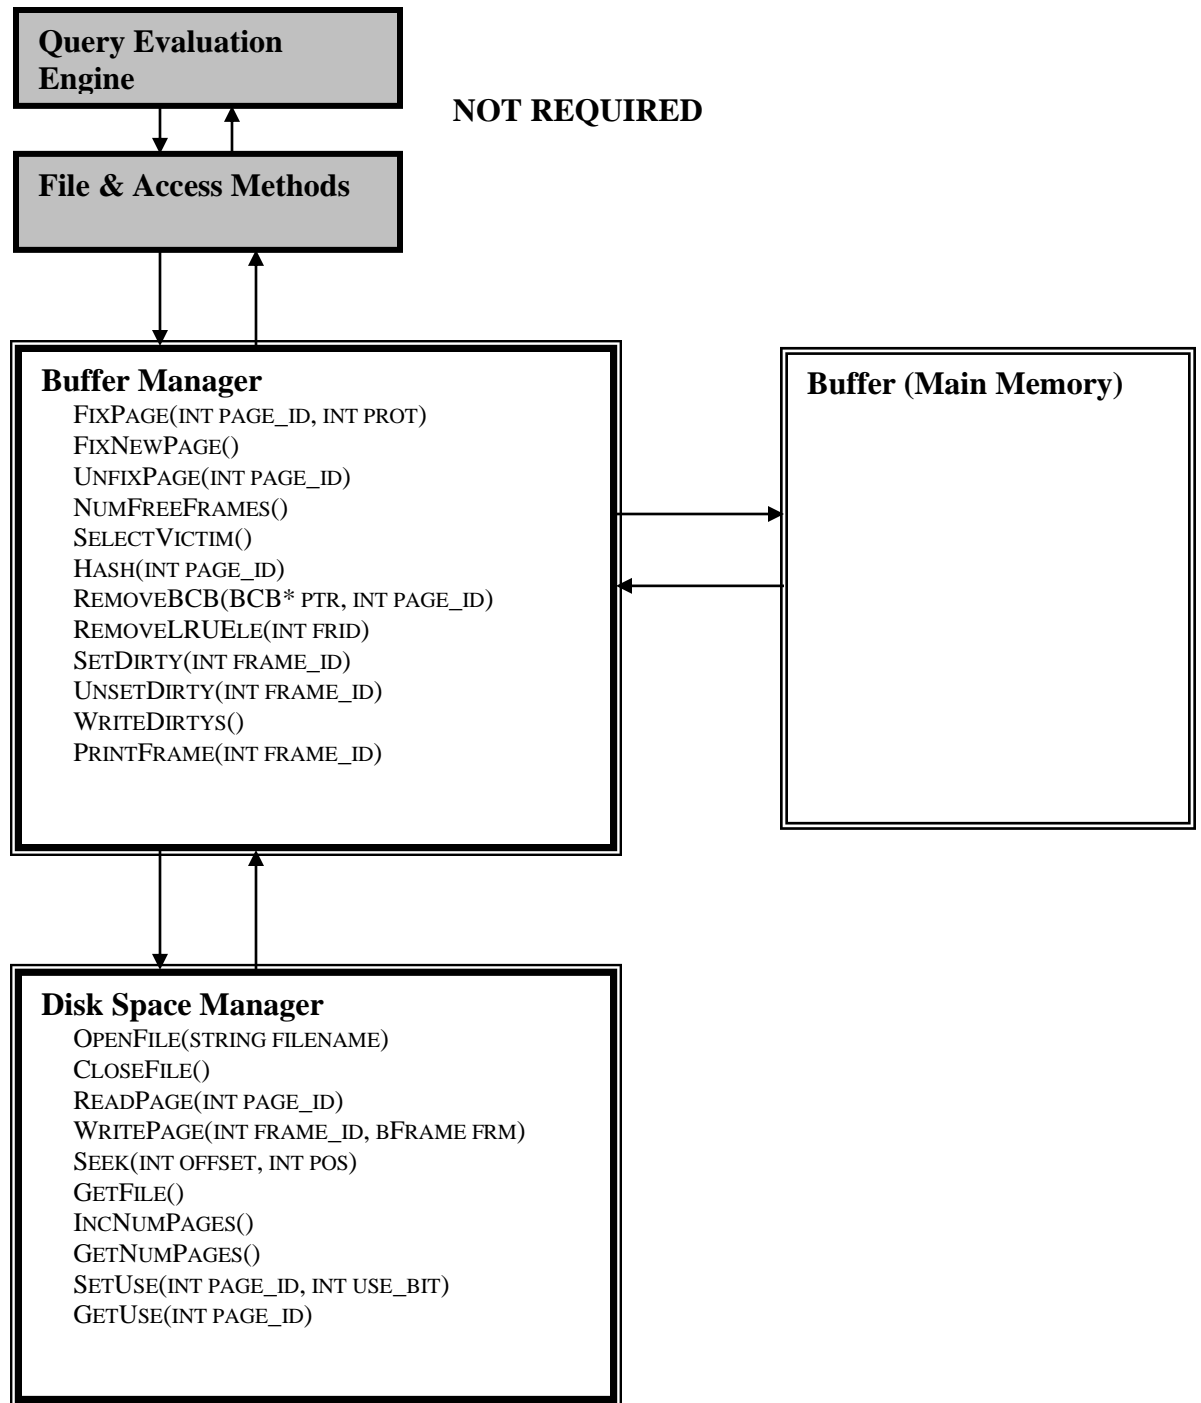 Query Evaluation
Engine
NOT REQUIRED
File & Access Methods
Buffer Manager
FIXPAGE(INT PAGE_ID, INT PROT)
FIXNEWPAGE()
UNFIXPAGE(INT PAGE_ID)
NUMFREEFRAMES()
SELECTVICTIM()
HASH(INT PAGE_ID)
REMOVEBCB(BCB* PTR, INT PAGE_ID)
REMOVELRUELE(INT FRID)
SETDIRTY(INT FRAME_ID)
UNSETDIRTY(INT FRAME_ID)
WRITEDIRTYS()
PRINTFRAME(INT FRAME_ID)
Buffer (Main Memory)
Disk Space Manager
OPENFILE(STRING FILENAME)
CLOSEFILE()
READPAGE(INT PAGE_ID)
WRITEPAGE(INT FRAME_ID, BFRAME FRM)
SEEK(INT OFFSET, INT POS)
GETFILE()
INCNUMPAGES()
GETNUMPAGES()
SETUSE(INT PAGE_ID, INT USE_BIT)
GETUSE(INT PAGE_ID)